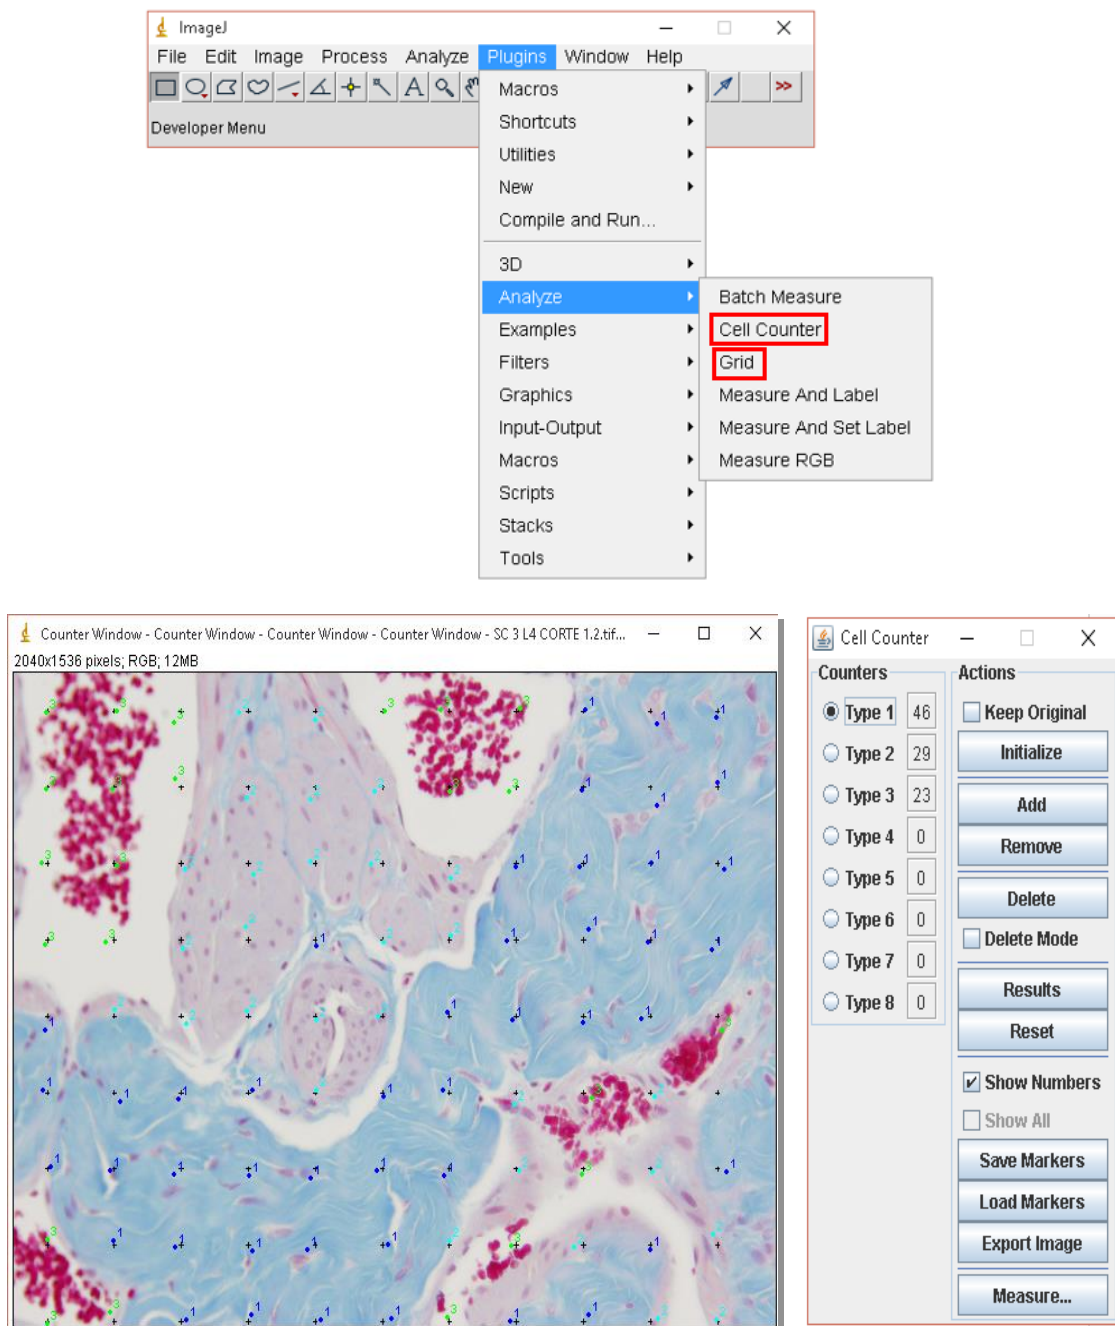 ImageJ
File Edit Image Process Analyze Plugins Window Help
Developer Menu
Macros
Shortcuts
Utilities
New
Compile and Run...
3D
Analyze
Examples
Filters
Graphics
Input-Output
Macros
Scripts
Stacks
Tools
Batch Measure
Cell Counter
Grid
Measure And Label
Measure And Set Label
Measure RGB
Counter Window - Counter Window - Counter Window - Counter Window - SC 3 L4 CORTE 1.2.tif...
2040x1536 pixels; RGB; 12MB
Cell Counter
Counters
Type 1 46
Type 2 29
Type 3 23
Type 4 0
Type 5 0
Type 6 0
Type 7 0
Type 8 0
Actions
Keep Original
Initialize
Add
Remove
Delete
Delete Mode
Results
Reset
Show Numbers
Show All
Save Markers
Load Markers
Export Image
Measure...